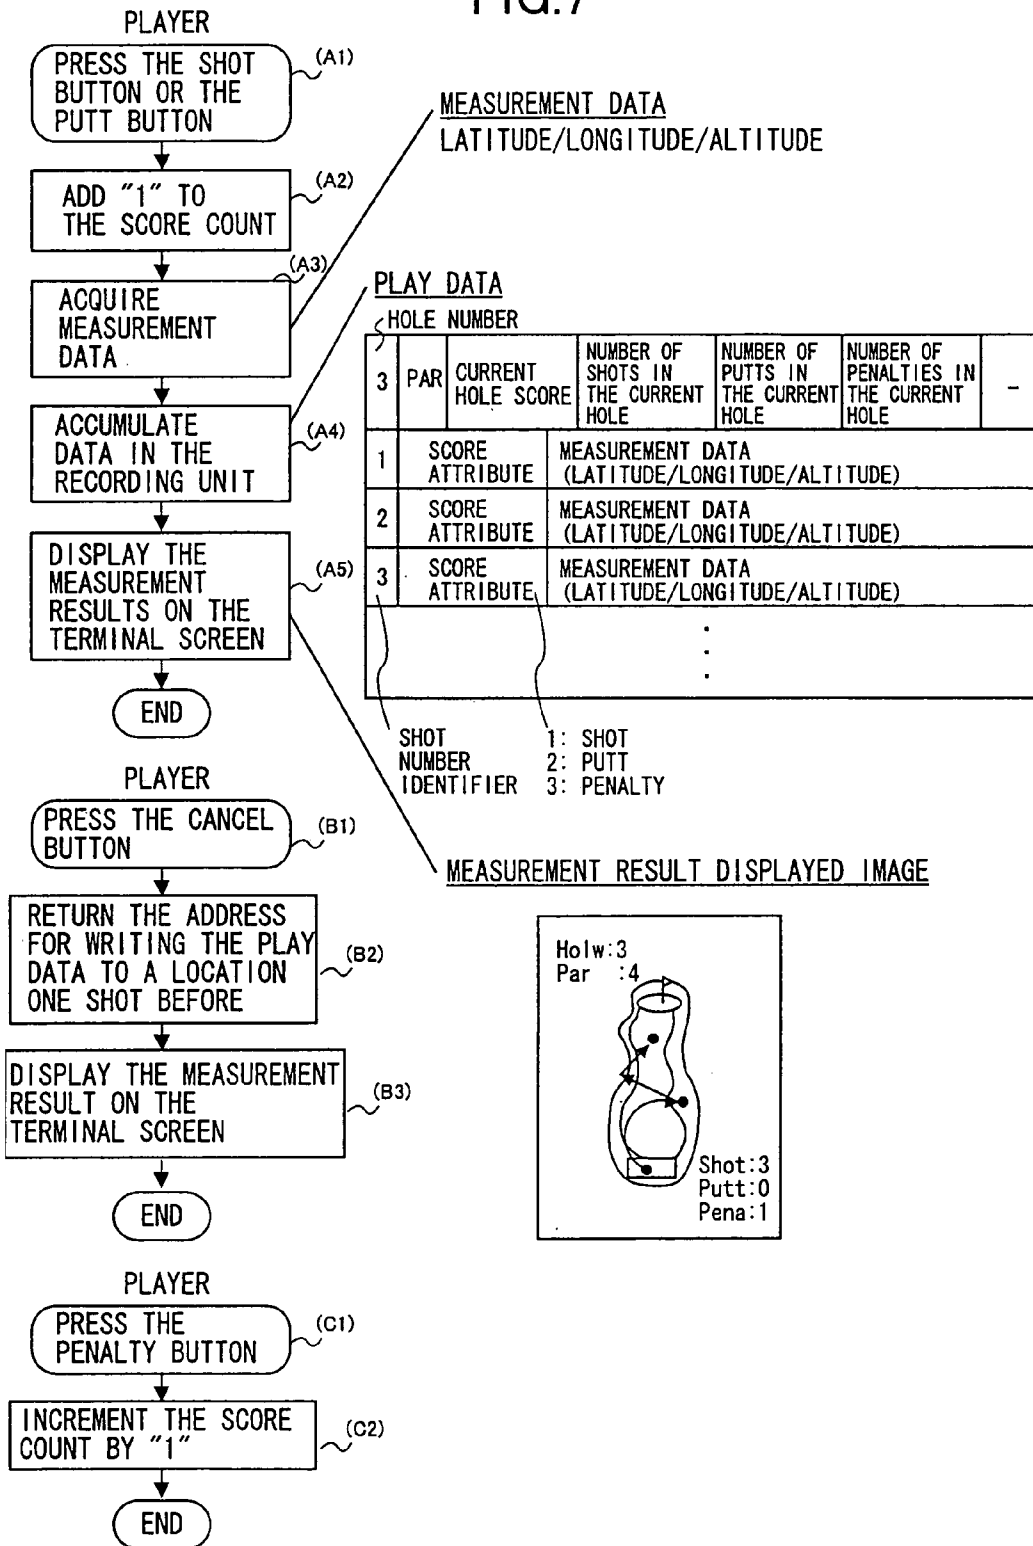 FIG.7
PLAYER
PRESS THE SHOT
BUTTON OR THE
PUTT BUTTON
(A1)
ADD "1" TO
THE SCORE COUNT
(A2)
ACQUIRE
MEASUREMENT
DATA
(A3)
ACCUMULATE
DATA IN THE
RECORDING UNIT
(A4)
DISPLAY THE
MEASUREMENT
RESULTS ON THE
TERMINAL SCREEN
(A5)
END
MEASUREMENT DATA
LATITUDE/LONGITUDE/ALTITUDE
PLAY DATA
HOLE NUMBER
3
PAR
CURRENT
HOLE SCORE
NUMBER OF
SHOTS IN
THE CURRENT
HOLE
NUMBER OF
PUTTS IN
THE CURRENT
HOLE
NUMBER OF
PENALTIES IN
THE CURRENT
HOLE
–
1
SCORE
ATTRIBUTE
MEASUREMENT DATA
(LATITUDE/LONGITUDE/ALTITUDE)
2
SCORE
ATTRIBUTE
MEASUREMENT DATA
(LATITUDE/LONGITUDE/ALTITUDE)
3
SCORE
ATTRIBUTE
MEASUREMENT DATA
(LATITUDE/LONGITUDE/ALTITUDE)
SHOT
NUMBER
IDENTIFIER
1: SHOT
2: PUTT
3: PENALTY
PLAYER
PRESS THE CANCEL
BUTTON
(B1)
RETURN THE ADDRESS
FOR WRITING THE PLAY
DATA TO A LOCATION
ONE SHOT BEFORE
(B2)
DISPLAY THE MEASUREMENT
RESULT ON THE
TERMINAL SCREEN
(B3)
END
MEASUREMENT RESULT DISPLAYED IMAGE
Holw:3
Par :4
Shot:3
Putt:0
Pena:1
PLAYER
PRESS THE
PENALTY BUTTON
(C1)
INCREMENT THE SCORE
COUNT BY "1"
(C2)
END